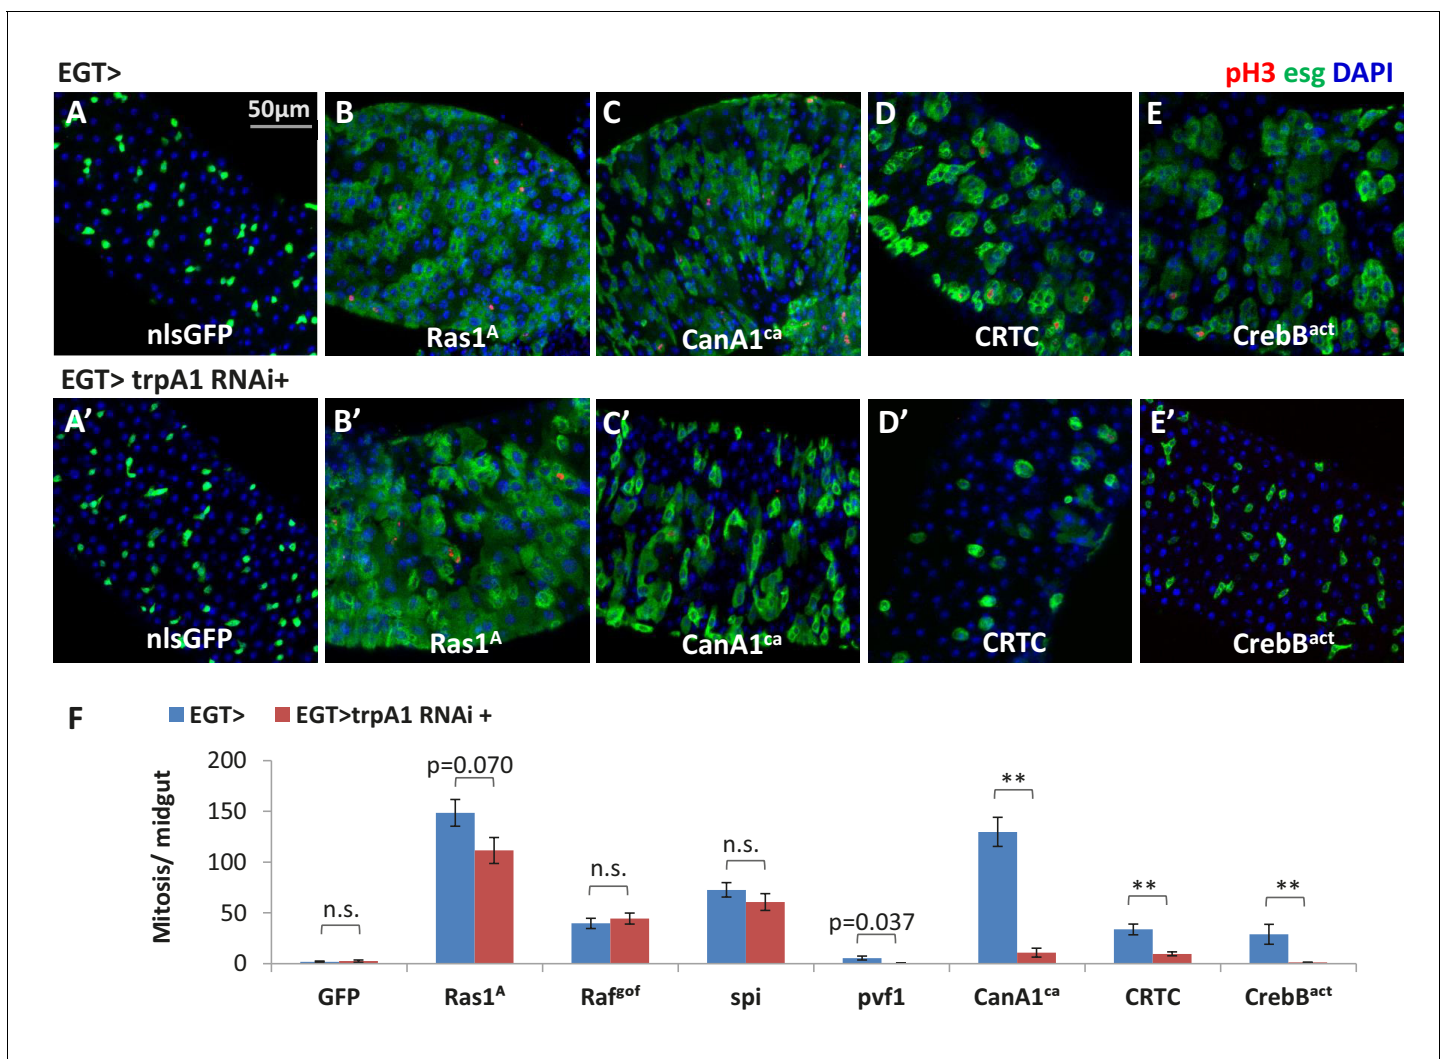 EGT> pH3 esg DAPI
A 50µm B C D E
nlsGFP Ras1ᴬ CanA1ᶜᵃ CRTC CrebBᵃᶜᵗ
EGT> trpA1 RNAi+
A’ B’ C’ D’ E’
nlsGFP Ras1ᴬ CanA1ᶜᵃ CRTC CrebBᵃᶜᵗ
F EGT> EGT>trpA1 RNAi +
Mitosis/ midgut
200
150
100
50
0
n.s. p=0.070 n.s. n.s. p=0.037 ** ** **
GFP Ras1ᴬ Rafᵍᵒᶠ spi pvf1 CanA1ᶜᵃ CRTC CrebBᵃᶜᵗ